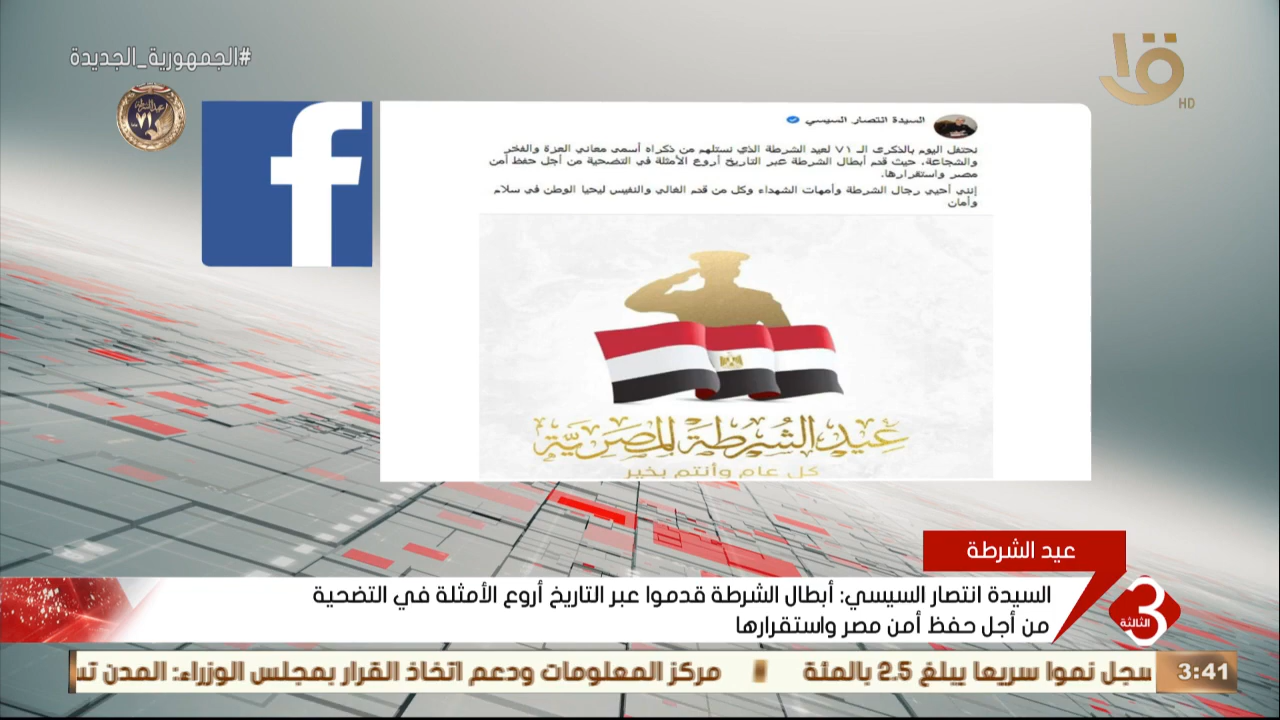 #الجمهورية_الجديدة
عيد الشرطة
٧١
HD
السيدة انتصار السيسي
نحتفل اليوم بالذكرى الـ ٧١ لعيد الشرطة الذي نستلهم من ذكراه أسمى معاني العزة والفخر
والشجاعة، حيث قدم أبطال الشرطة عبر التاريخ أروع الأمثلة في التضحية من أجل حفظ أمن
مصر واستقرارها.
إنني أحيي رجال الشرطة وأمهات الشهداء وكل من قدم الغالي والنفيس ليحيا الوطن في سلام
وأمان
عيد الشرطة المصرية
كل عام وأنتم بخير
عيد الشرطة
السيدة انتصار السيسي: أبطال الشرطة قدموا عبر التاريخ أروع الأمثلة في التضحية
من أجل حفظ أمن مصر واستقرارها
3 الثالثة
3:41 سجل نموا سريعا يبلغ 2.5 بالمئة مركز المعلومات ودعم اتخاذ القرار بمجلس الوزراء: المدن تس